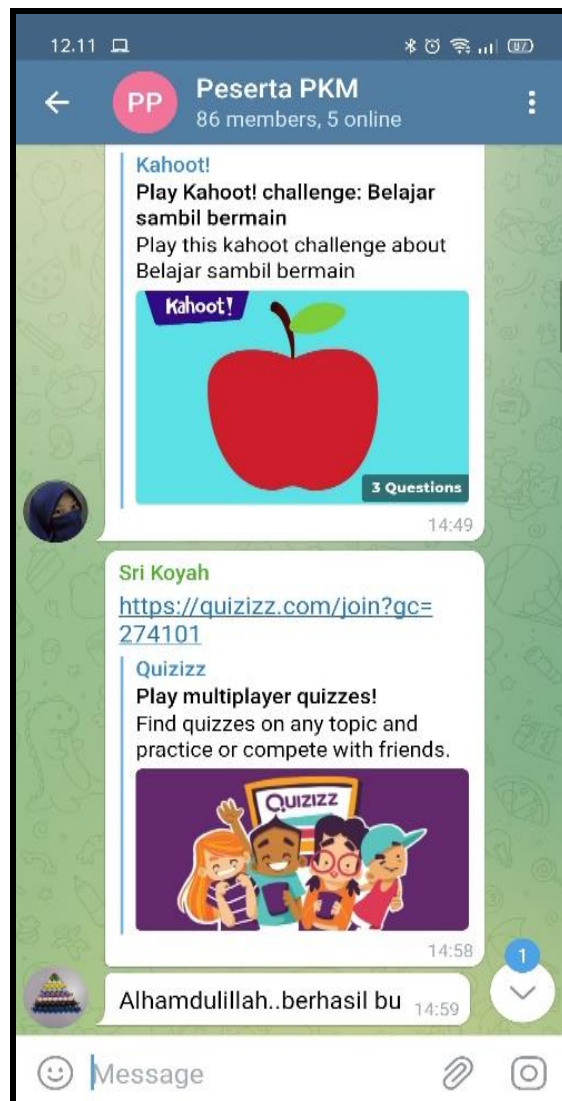 12.11
PP
Peserta PKM
86 members, 5 online
Kahoot!
Play Kahoot! challenge: Belajar
sambil bermain
Play this kahoot challenge about
Belajar sambil bermain
Kahoot!
3 Questions
14:49
Sri Koyah
https://quizizz.com/join?gc=
274101
Quizizz
Play multiplayer quizzes!
Find quizzes on any topic and
practice or compete with friends.
QUIZIZZ
14:58
1
Alhamdulillah..berhasil bu 14:59
Message